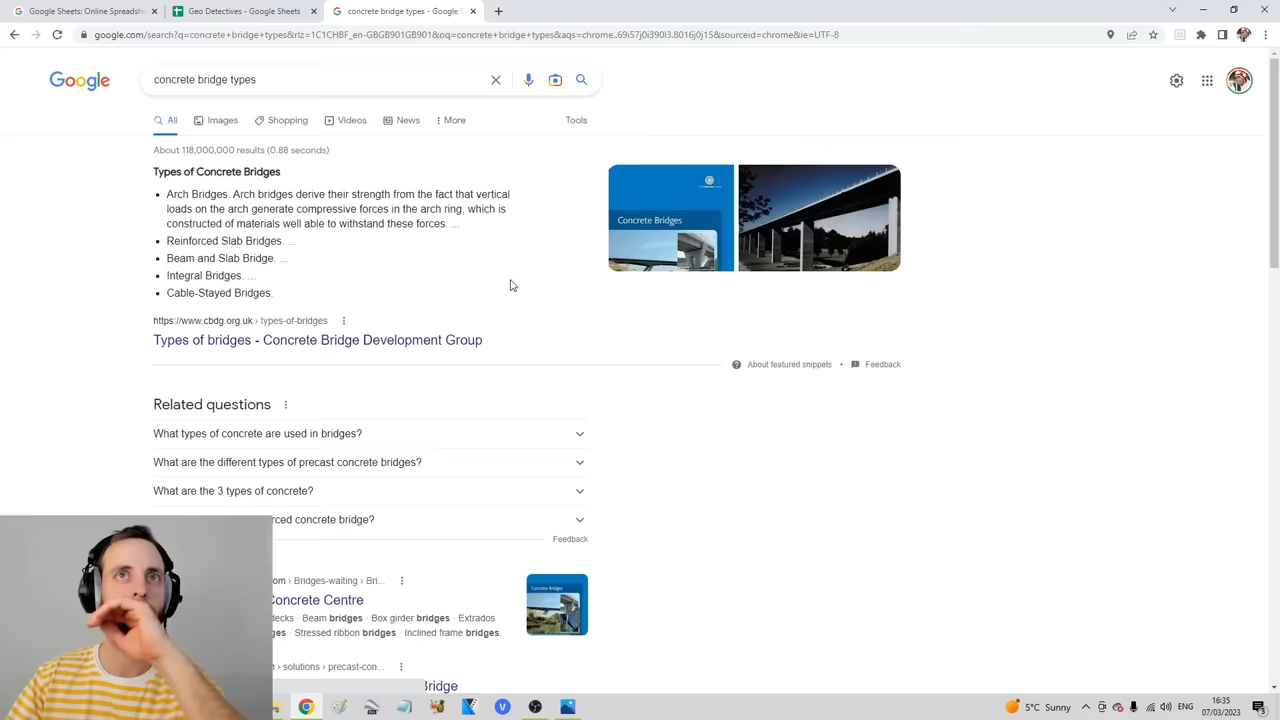 Google Sheets: Online Spreadsh
concrete bridge types
concrete bridge types - Google S
google.com/search?q=concrete+bridge+types&rlz=1C1CHBF_en-GBGB901GB901&oq=concrete+bridge+types&aqs=chrome..69i57j0i390l3.8016j0j15&sourceid=chrome&ie=UTF-8
Google
concrete bridge types
All
Images
Shopping
Videos
News
More
Tools
About 118,000,000 results (0.88 seconds)
Types of Concrete Bridges
Arch Bridges. Arch bridges derive their strength from the fact that vertical
loads on the arch generate compressive forces in the arch ring, which is
constructed of materials well able to withstand these forces. ...
Reinforced Slab Bridges. ...
Beam and Slab Bridge. ...
Integral Bridges. ...
Cable-Stayed Bridges.
Concrete Bridges
https://www.cbdg.org.uk › types-of-bridges
Types of bridges - Concrete Bridge Development Group
About featured snippets • Feedback
Related questions
What types of concrete are used in bridges?
What are the different types of precast concrete bridges?
What are the 3 types of concrete?
rced concrete bridge?
Feedback
om › Bridges-waiting › Bri...
Concrete Centre
decks · Beam bridges · Box girder bridges · Extrados
ges · Stressed ribbon bridges · Inclined frame bridges.
Concrete Bridges
n › solutions › precast-con...
Bridge
5°C Sunny
ENG
16:35
07/03/2023